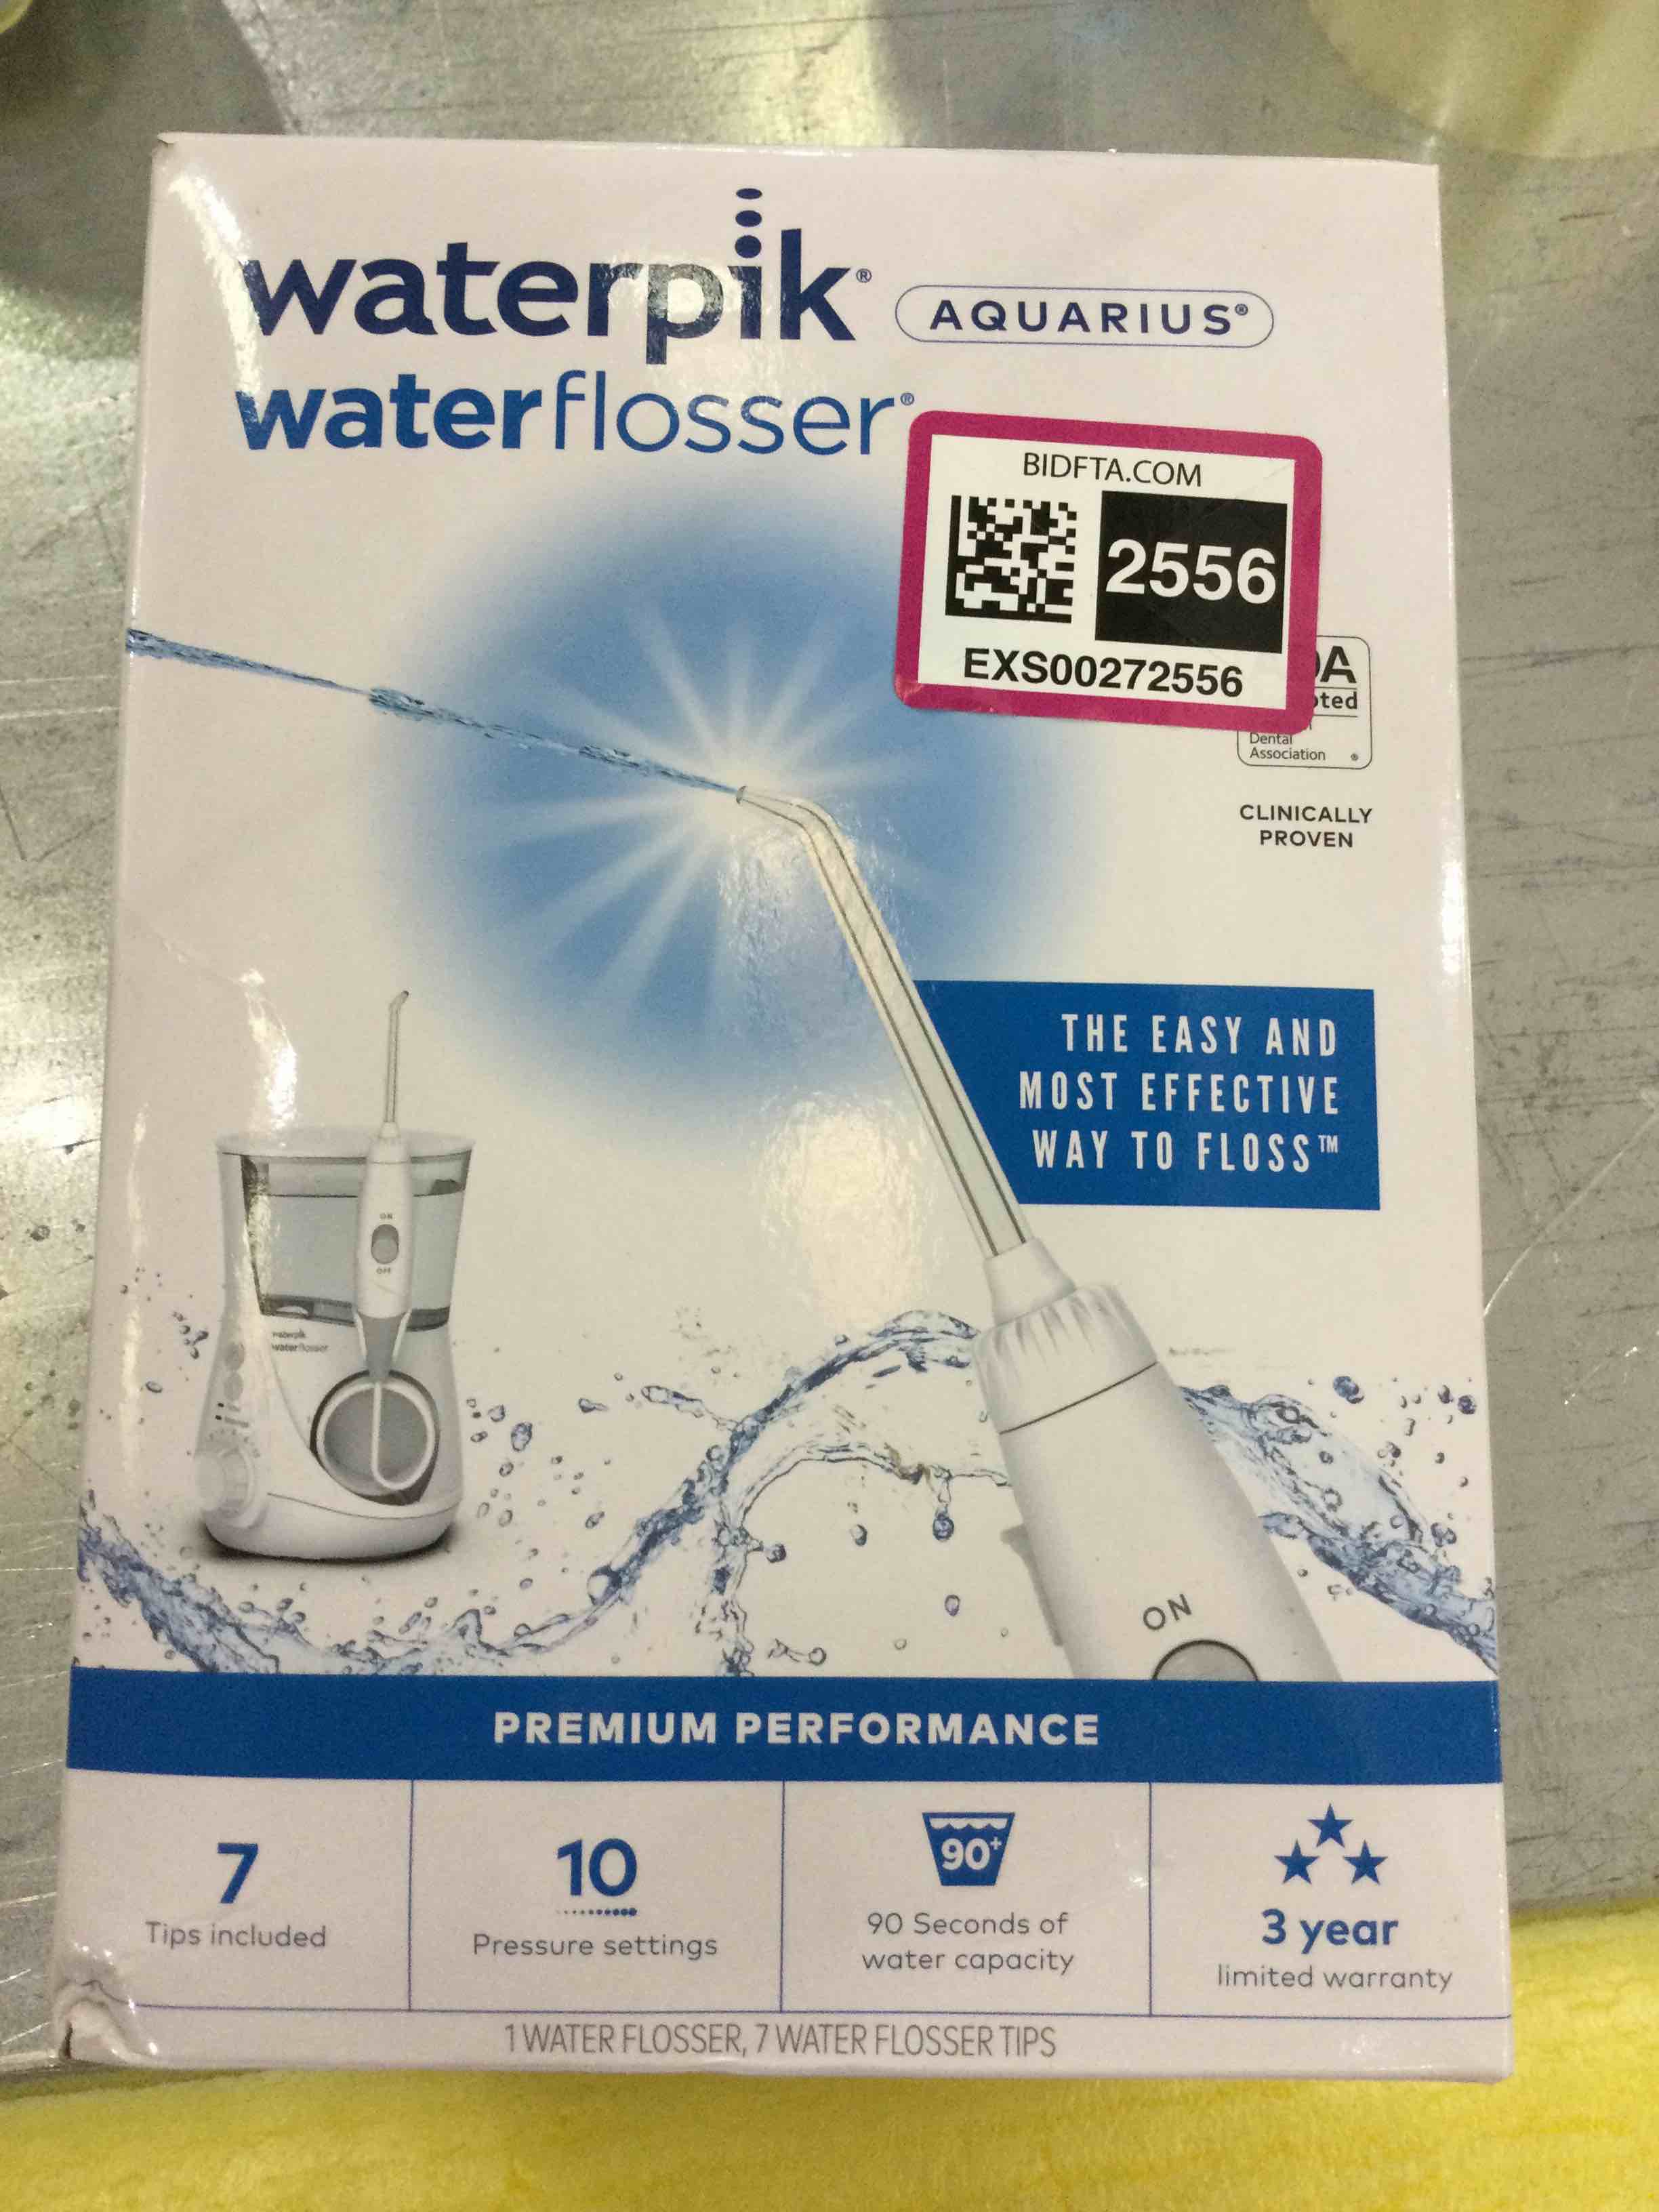 waterpik®
AQUARIUS®
waterflosser®
BIDFTA.COM
2556
EXS00272556
Dental
Association ®
CLINICALLY
PROVEN
THE EASY AND
MOST EFFECTIVE
WAY TO FLOSS™
ON
OFF
waterpik
waterflosser
ON
PREMIUM PERFORMANCE
7
Tips included
10
Pressure settings
90+
90 Seconds of
water capacity
3 year
limited warranty
1 WATER FLOSSER, 7 WATER FLOSSER TIPS